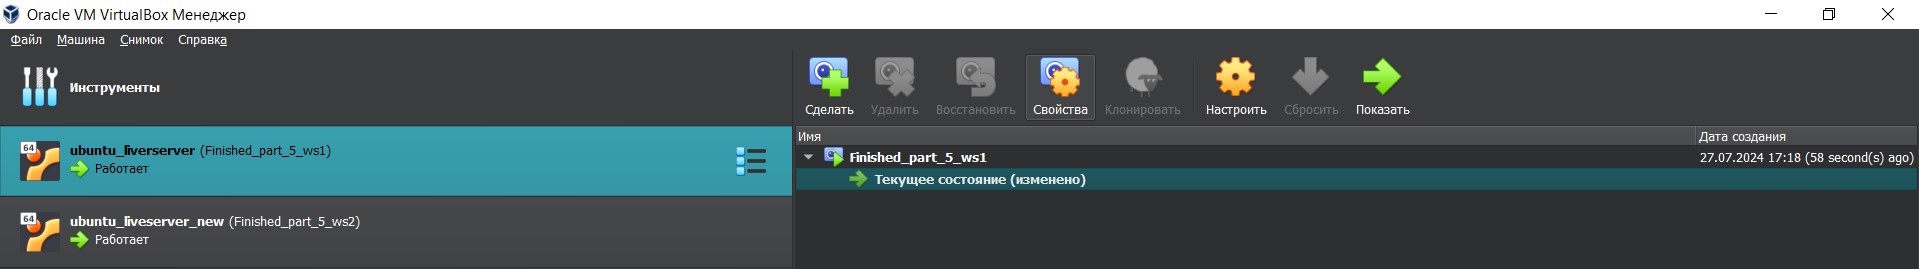 Oracle VM VirtualBox Менеджер
Файл Машина Снимок Справка
Инструменты
Сделать Удалить Восстановить Свойства Клонировать Настроить Сбросить Показать
Имя Дата создания
64 ubuntu_liverserver (Finished_part_5_ws1)
Работает
Finished_part_5_ws1 27.07.2024 17:18 (58 second(s) ago)
Текущее состояние (изменено)
64 ubuntu_liveserver_new (Finished_part_5_ws2)
Работает